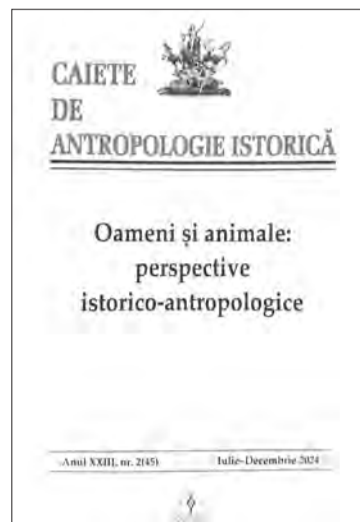 CAIETE
DE
ANTROPOLOGIE ISTORICĂ
Oameni și animale:
perspective
istorico-antropologice
Anul XXIII, nr. 2(45)
Iulie-Decembrie 2024